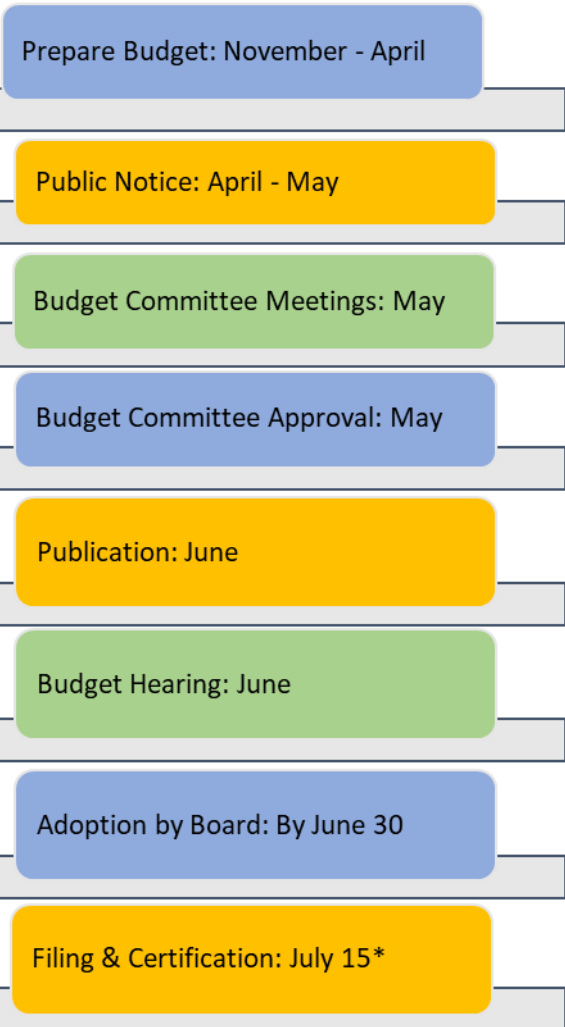 Prepare Budget: November - April
Public Notice: April - May
Budget Committee Meetings: May
Budget Committee Approval: May
Publication: June
Budget Hearing: June
Adoption by Board: By June 30
Filing & Certification: July 15*